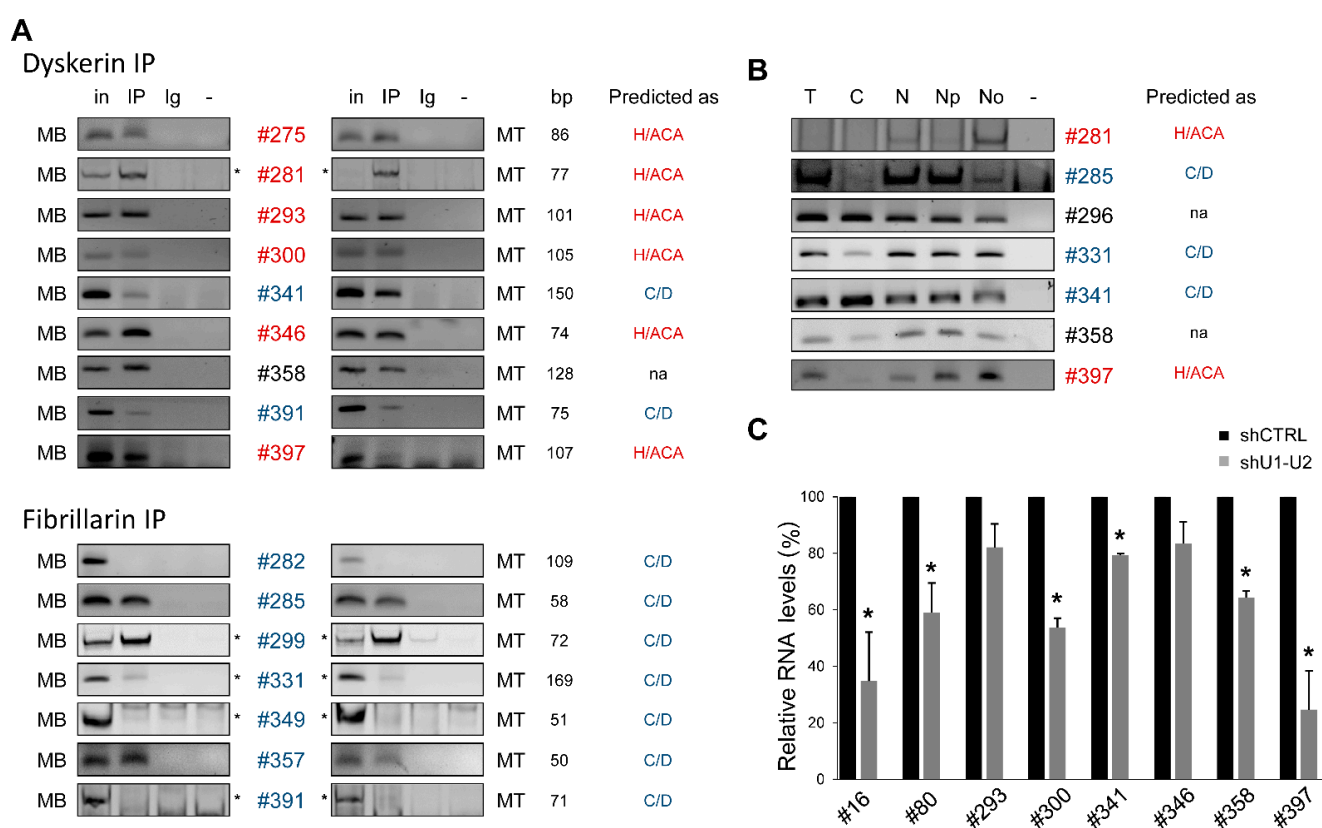 A
Dyskerin IP
in IP Ig - in IP Ig - bp Predicted as
MB #275 MT 86 H/ACA
MB * #281 * MT 77 H/ACA
MB #293 MT 101 H/ACA
MB #300 MT 105 H/ACA
MB #341 MT 150 C/D
MB #346 MT 74 H/ACA
MB #358 MT 128 na
MB #391 MT 75 C/D
MB #397 MT 107 H/ACA
Fibrillarin IP
MB #282 MT 109 C/D
MB #285 MT 58 C/D
MB * #299 * MT 72 C/D
MB * #331 * MT 169 C/D
MB * #349 * MT 51 C/D
MB #357 MT 50 C/D
MB * #391 * MT 71 C/D
B
T C N Np No - Predicted as
#281 H/ACA
#285 C/D
#296 na
#331 C/D
#341 C/D
#358 na
#397 H/ACA
C
shCTRL
shU1-U2
Relative RNA levels (%)
100
80
60
40
20
0
* * * * * *
#16 #80 #293 #300 #341 #346 #358 #397